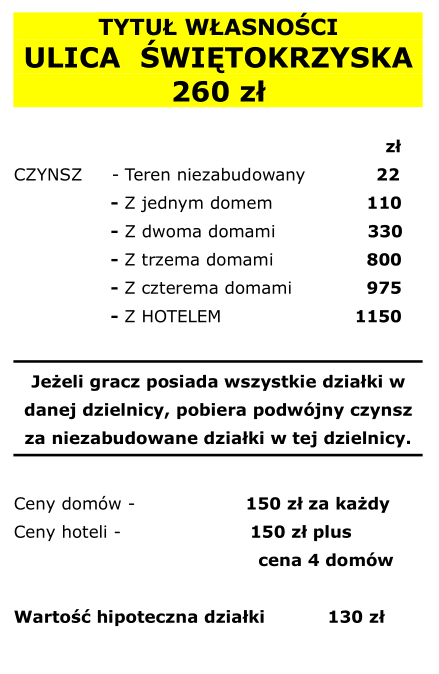 TYTUŁ WŁASNOŚCI
ULICA ŚWIĘTOKRZYSKA
260 zł
zł
CZYNSZ - Teren niezabudowany 22
- Z jednym domem 110
- Z dwoma domami 330
- Z trzema domami 800
- Z czterema domami 975
- Z HOTELEM 1150
Jeżeli gracz posiada wszystkie działki w
danej dzielnicy, pobiera podwójny czynsz
za niezabudowane działki w tej dzielnicy.
Ceny domów - 150 zł za każdy
Ceny hoteli - 150 zł plus
cena 4 domów
Wartość hipoteczna działki 130 zł